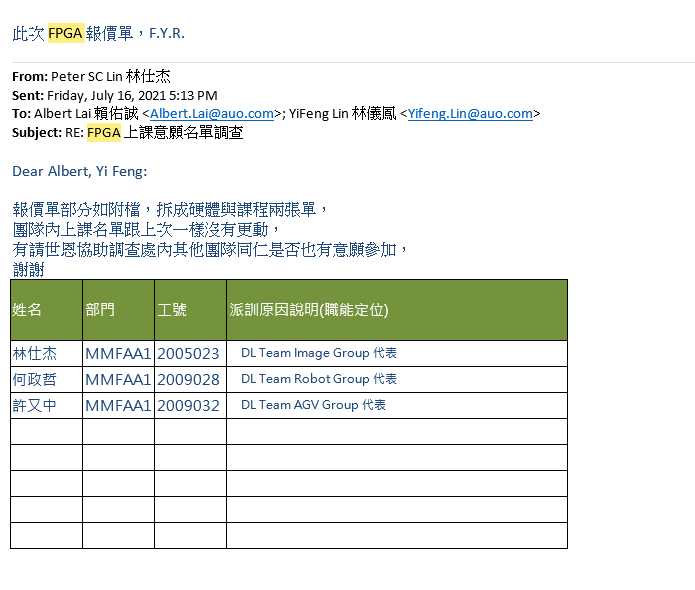 此次 FPGA 報價單，F.Y.R.
From: Peter SC Lin 林仕杰
Sent: Friday, July 16, 2021 5:13 PM
To: Albert Lai 賴佑誠 <Albert.Lai@auo.com>; YiFeng Lin 林儀鳳 <Yifeng.Lin@auo.com>
Subject: RE: FPGA 上課意願名單調查
Dear Albert, Yi Feng:
報價單部分如附檔，拆成硬體與課程兩張單，
團隊內上課名單跟上次一樣沒有更動，
有請世恩協助調查處內其他團隊同仁是否也有意願參加，
謝謝
姓名 部門 工號 派訓原因說明(職能定位)
林仕杰 MMFAA1 2005023 DL Team Image Group 代表
何政哲 MMFAA1 2009028 DL Team Robot Group 代表
許又中 MMFAA1 2009032 DL Team AGV Group 代表